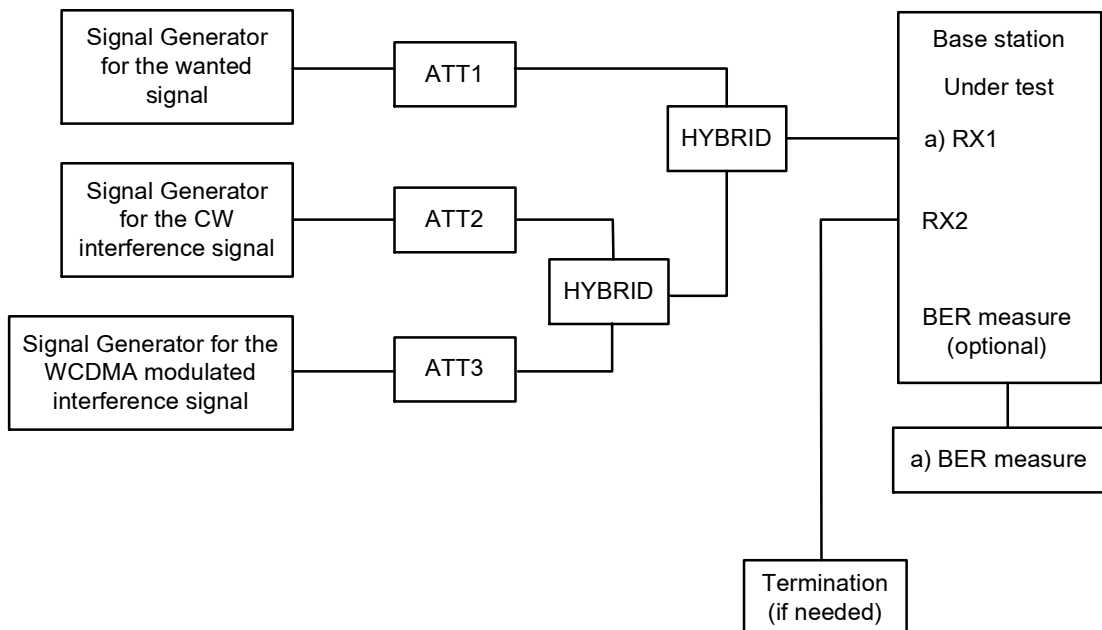 Signal Generator
for the wanted
signal
ATT1
HYBRID
Base station
Under test
a) RX1
RX2
BER measure
(optional)
Signal Generator
for the CW
interference signal
ATT2
HYBRID
Signal Generator for the
WCDMA modulated
interference signal
ATT3
a) BER measure
Termination
(if needed)